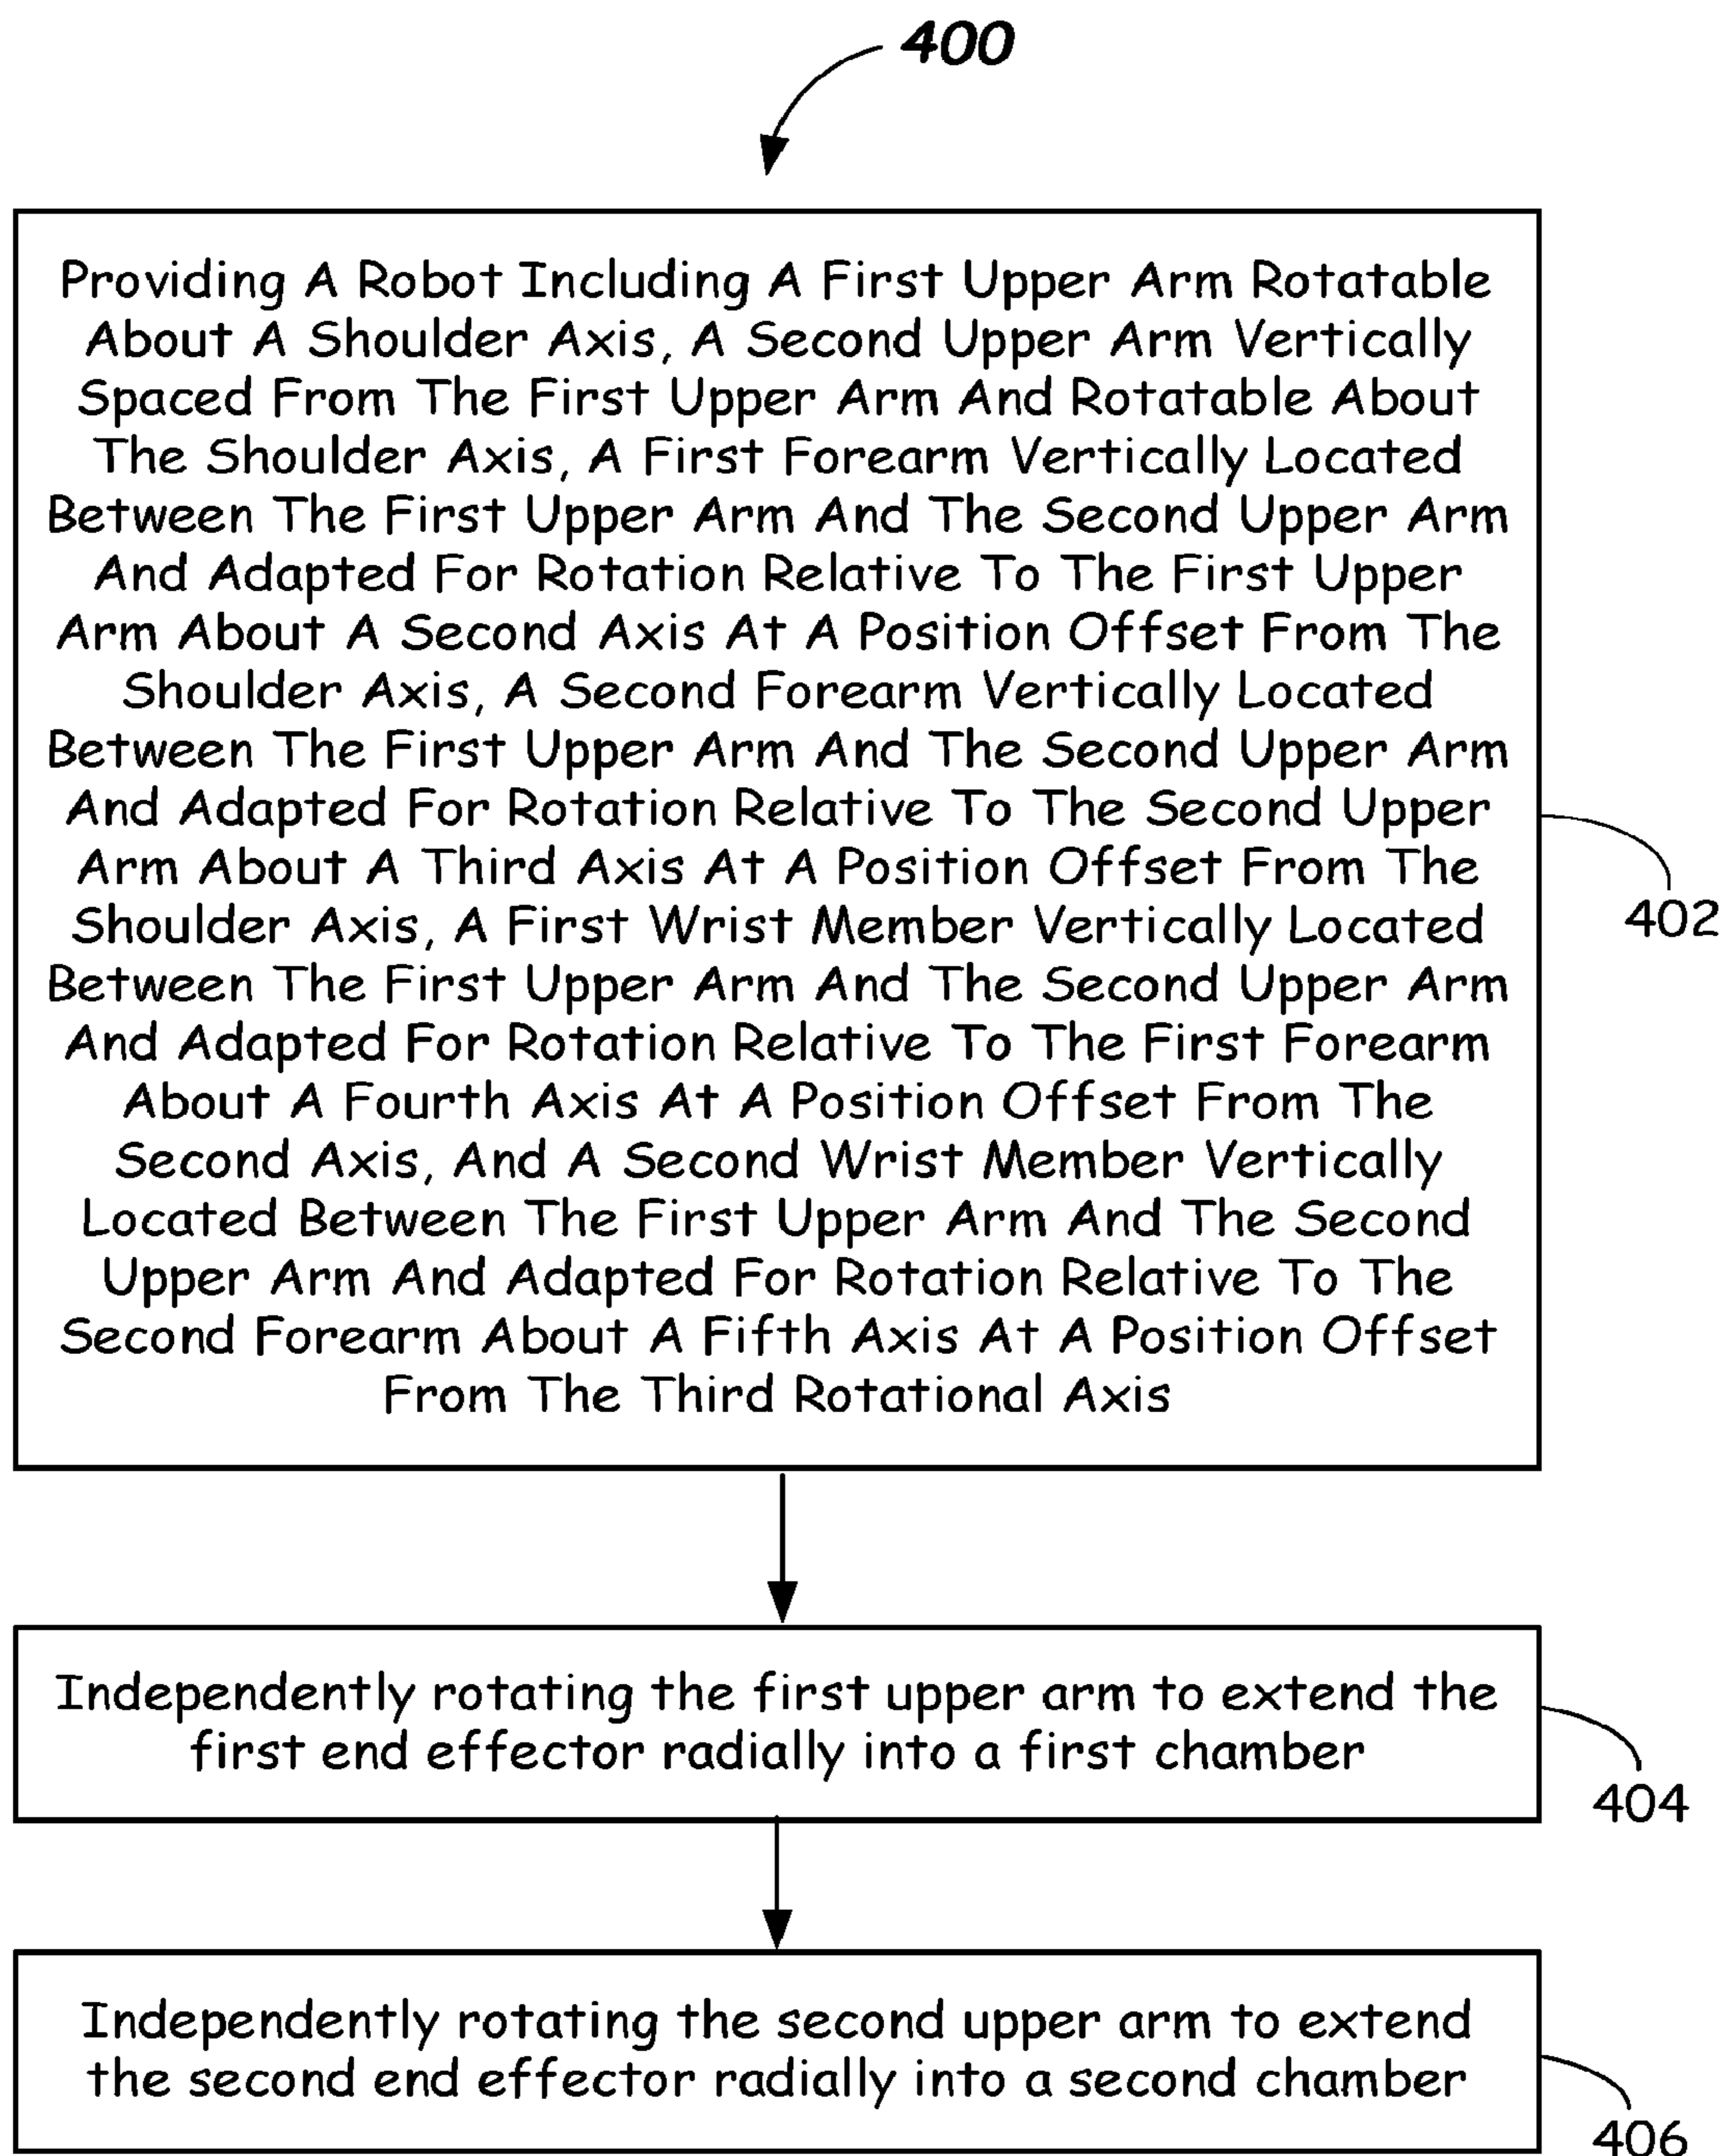 400
Providing A Robot Including A First Upper Arm Rotatable
About A Shoulder Axis, A Second Upper Arm Vertically
Spaced From The First Upper Arm And Rotatable About
The Shoulder Axis, A First Forearm Vertically Located
Between The First Upper Arm And The Second Upper Arm
And Adapted For Rotation Relative To The First Upper
Arm About A Second Axis At A Position Offset From The
Shoulder Axis, A Second Forearm Vertically Located
Between The First Upper Arm And The Second Upper Arm
And Adapted For Rotation Relative To The Second Upper
Arm About A Third Axis At A Position Offset From The
Shoulder Axis, A First Wrist Member Vertically Located
Between The First Upper Arm And The Second Upper Arm
And Adapted For Rotation Relative To The First Forearm
About A Fourth Axis At A Position Offset From The
Second Axis, And A Second Wrist Member Vertically
Located Between The First Upper Arm And The Second
Upper Arm And Adapted For Rotation Relative To The
Second Forearm About A Fifth Axis At A Position Offset
From The Third Rotational Axis
402
Independently rotating the first upper arm to extend the
first end effector radially into a first chamber
404
Independently rotating the second upper arm to extend
the second end effector radially into a second chamber
406